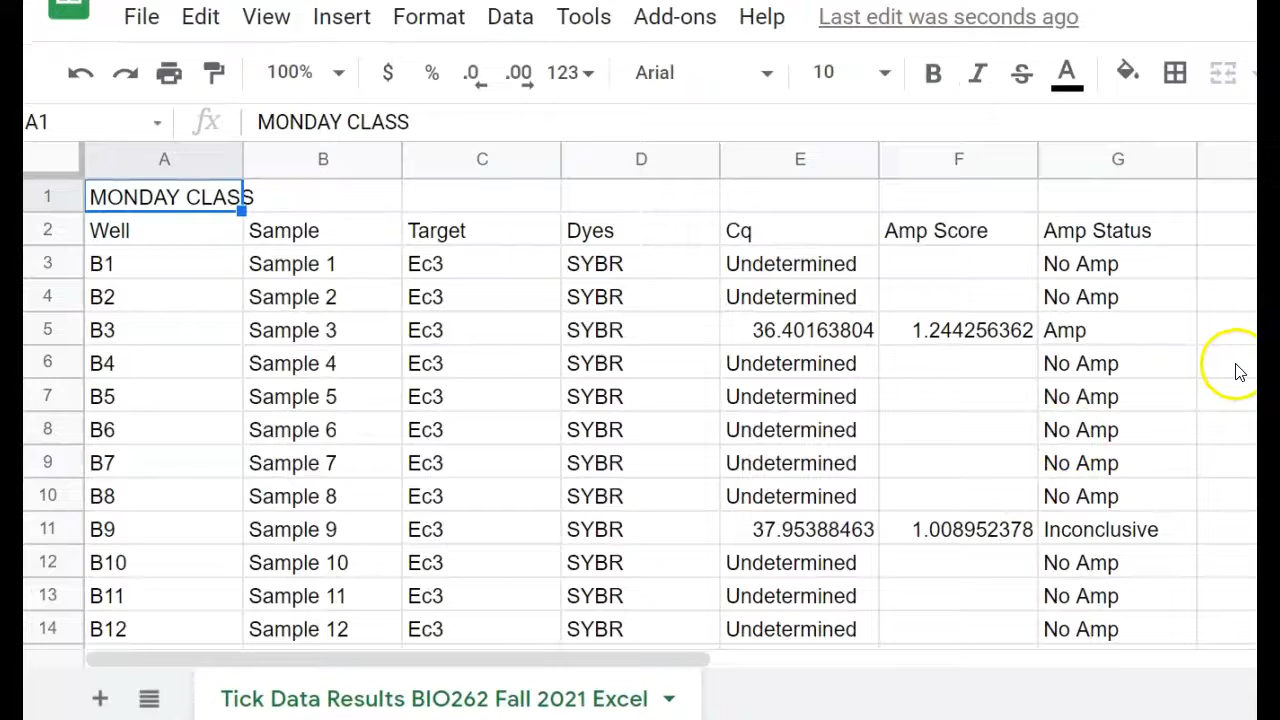 File Edit View Insert Format Data Tools Add-ons Help Last edit was seconds ago
100% $ % .0 .00 123 Arial 10 B I S A
A1 fx MONDAY CLASS
A B C D E F G
1 MONDAY CLASS
2 Well Sample Target Dyes Cq Amp Score Amp Status
3 B1 Sample 1 Ec3 SYBR Undetermined No Amp
4 B2 Sample 2 Ec3 SYBR Undetermined No Amp
5 B3 Sample 3 Ec3 SYBR 36.40163804 1.244256362 Amp
6 B4 Sample 4 Ec3 SYBR Undetermined No Amp
7 B5 Sample 5 Ec3 SYBR Undetermined No Amp
8 B6 Sample 6 Ec3 SYBR Undetermined No Amp
9 B7 Sample 7 Ec3 SYBR Undetermined No Amp
10 B8 Sample 8 Ec3 SYBR Undetermined No Amp
11 B9 Sample 9 Ec3 SYBR 37.95388463 1.008952378 Inconclusive
12 B10 Sample 10 Ec3 SYBR Undetermined No Amp
13 B11 Sample 11 Ec3 SYBR Undetermined No Amp
14 B12 Sample 12 Ec3 SYBR Undetermined No Amp
Tick Data Results BIO262 Fall 2021 Excel